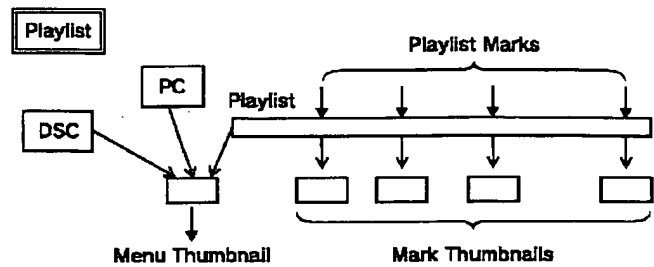 Playlist
Playlist Marks
PC
Playlist
DSC
Menu Thumbnail
Mark Thumbnails